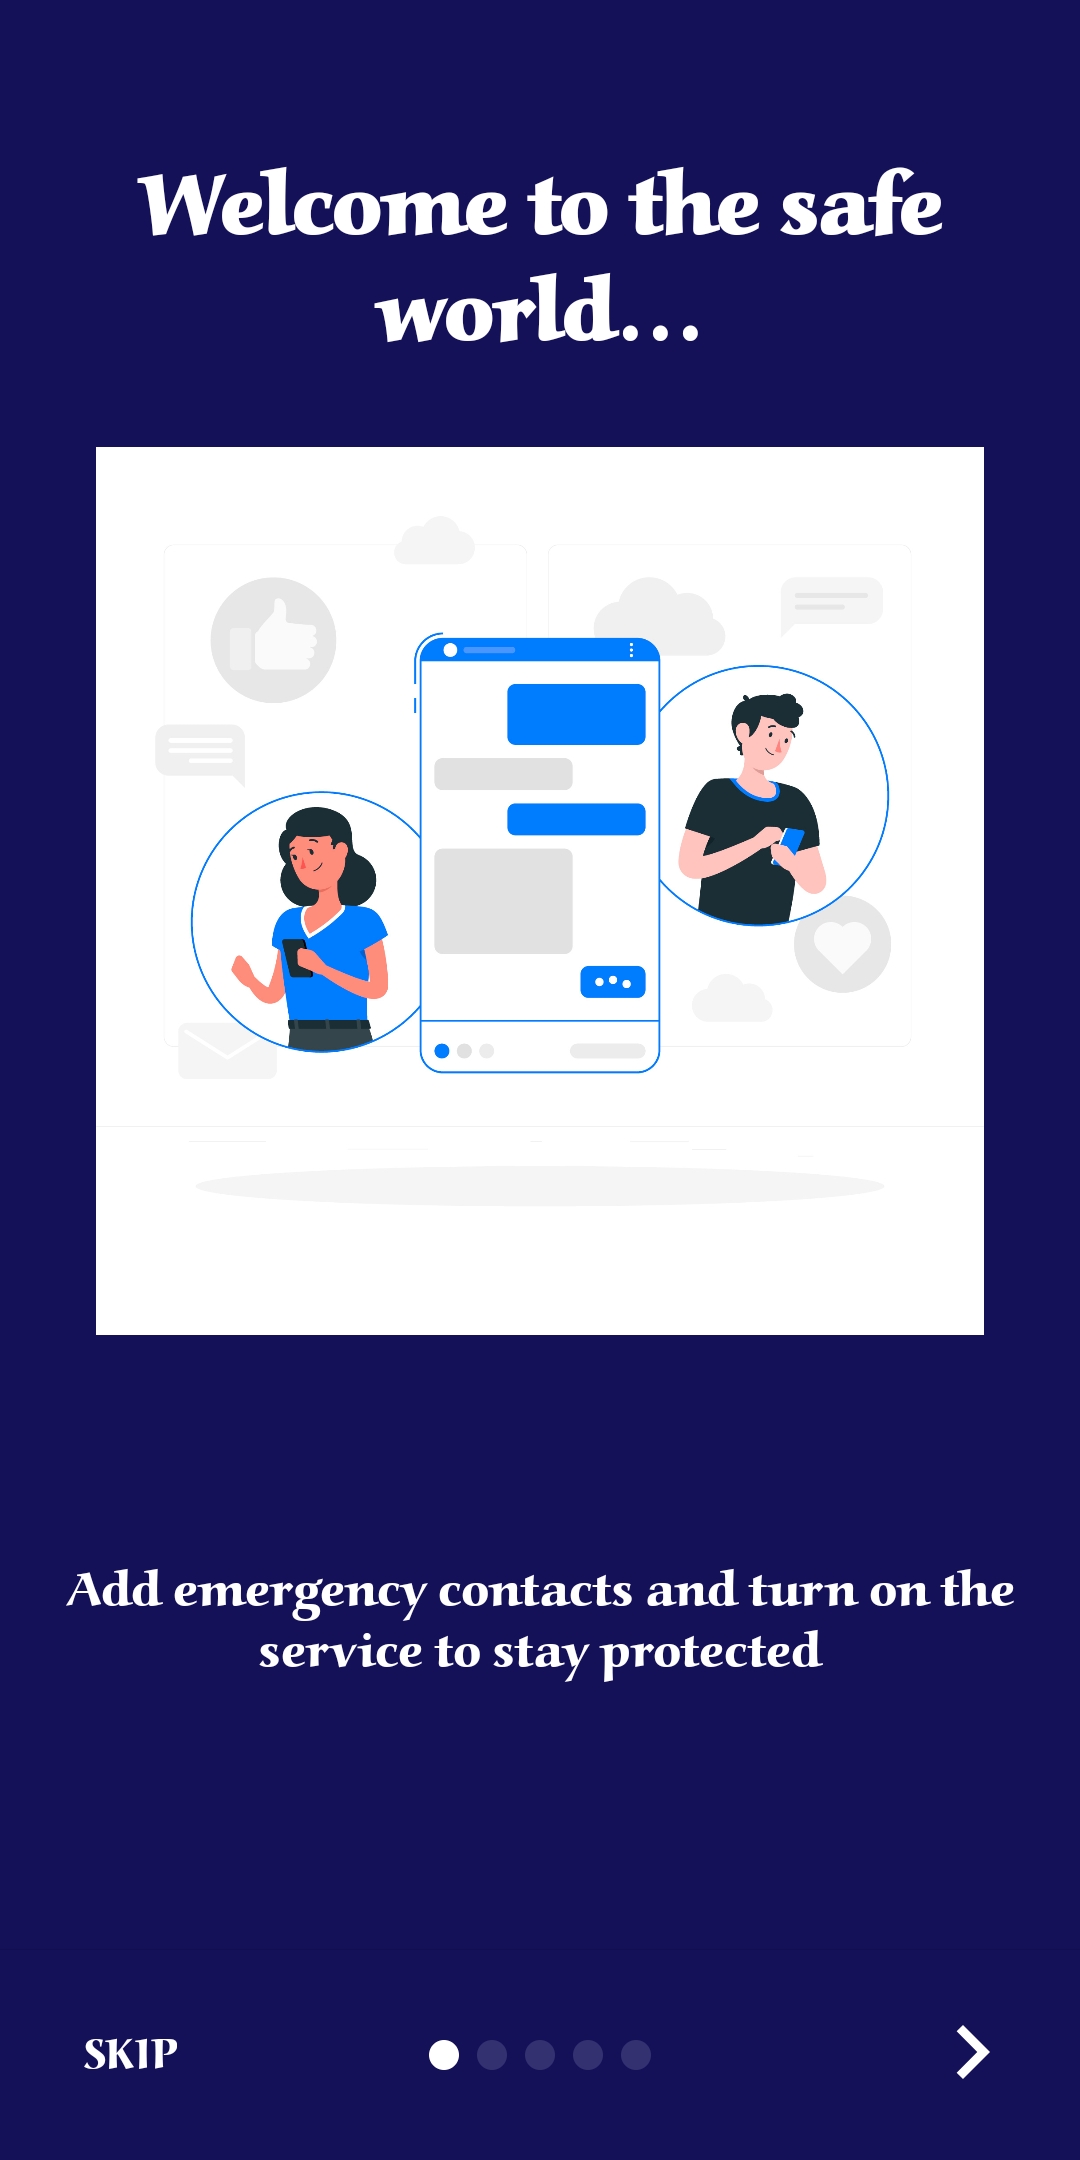 Welcome to the safe
world...
Add emergency contacts and turn on the
service to stay protected
SKIP